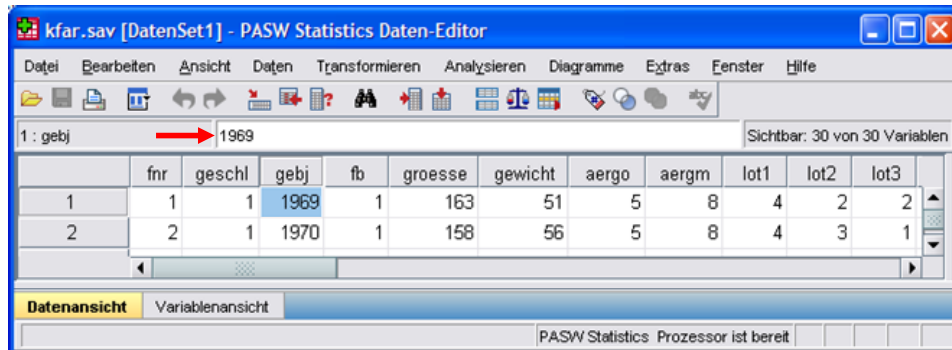 kfar.sav [DatenSet1] - PASW Statistics Daten-Editor
Datei Bearbeiten Ansicht Daten Transformieren Analysieren Diagramme Extras Fenster Hilfe
1 : gebj 1969 Sichtbar: 30 von 30 Variablen
fnr geschl gebj fb groesse gewicht aergo aergm lot1 lot2 lot3
1 1 1 1969 1 163 51 5 8 4 2 2
2 2 1 1970 1 158 56 5 8 4 3 1
Datenansicht Variablenansicht
PASW Statistics Prozessor ist bereit